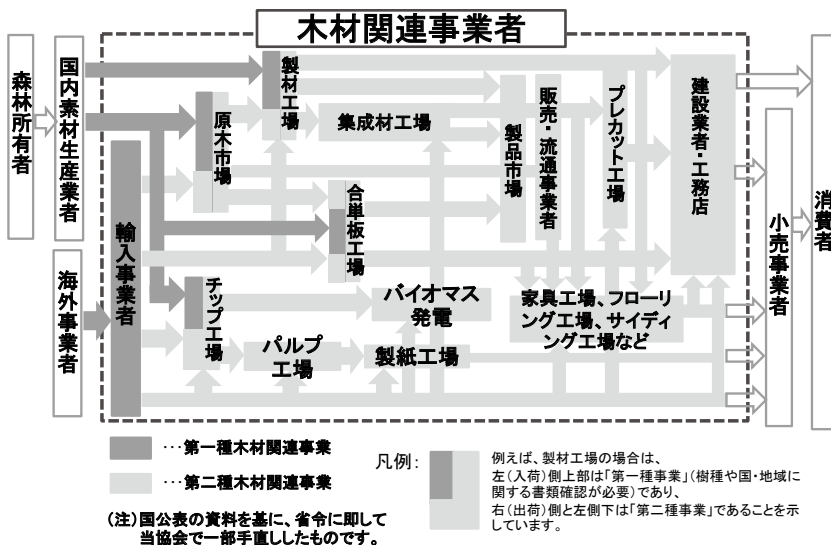 木材関連事業者
森林所有者
国内素材生産業者
海外事業者
輸入事業者
原木市場
製材工場
集成材工場
合単板工場
チップ工場
パルプ
工場
バイオマス
発電
製紙工場
製品市場
販売・流通事業者
プレカット工場
家具工場、フローリ
ング工場、サイディ
ング工場など
建設業者・工務店
小売事業者
消費者
･･･第一種木材関連事業
･･･第二種木材関連事業
(注)国公表の資料を基に、省令に即して
当協会で一部手直ししたものです。
凡例：
例えば、製材工場の場合は、
左(入荷)側上部は「第一種事業」(樹種や国・地域に
関する書類確認が必要)であり、
右(出荷)側と左側下は「第二種事業」であることを示
しています。